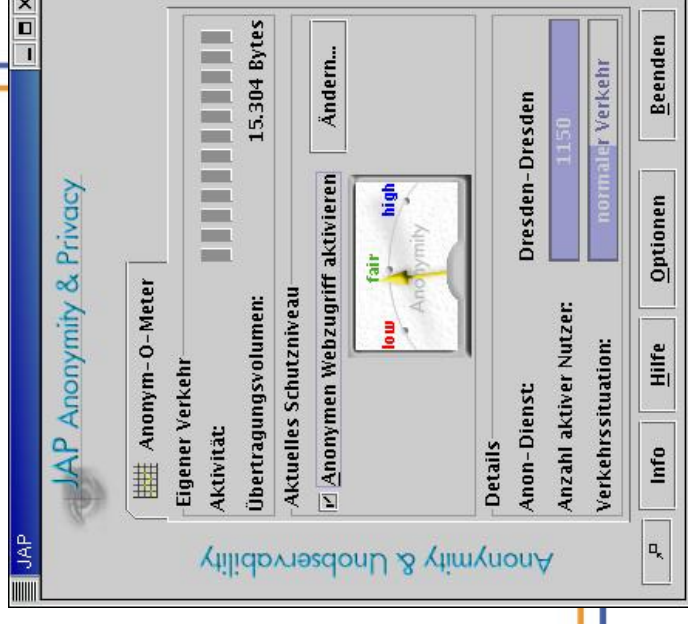 JAP
JAP Anonymity & Privacy
Anonymity & Unobservability
Anonym-O-Meter
Eigener Verkehr
Aktivität:
Übertragungsvolumen: 15.304 Bytes
Aktuelles Schutzniveau
Anonymen Webzugriff aktivieren
Ändern...
low fair high
Anonymity
Details
Anon-Dienst: Dresden-Dresden
Anzahl aktiver Nutzer: 1150
Verkehrssituation: normaler Verkehr
Info Hilfe Optionen Beenden